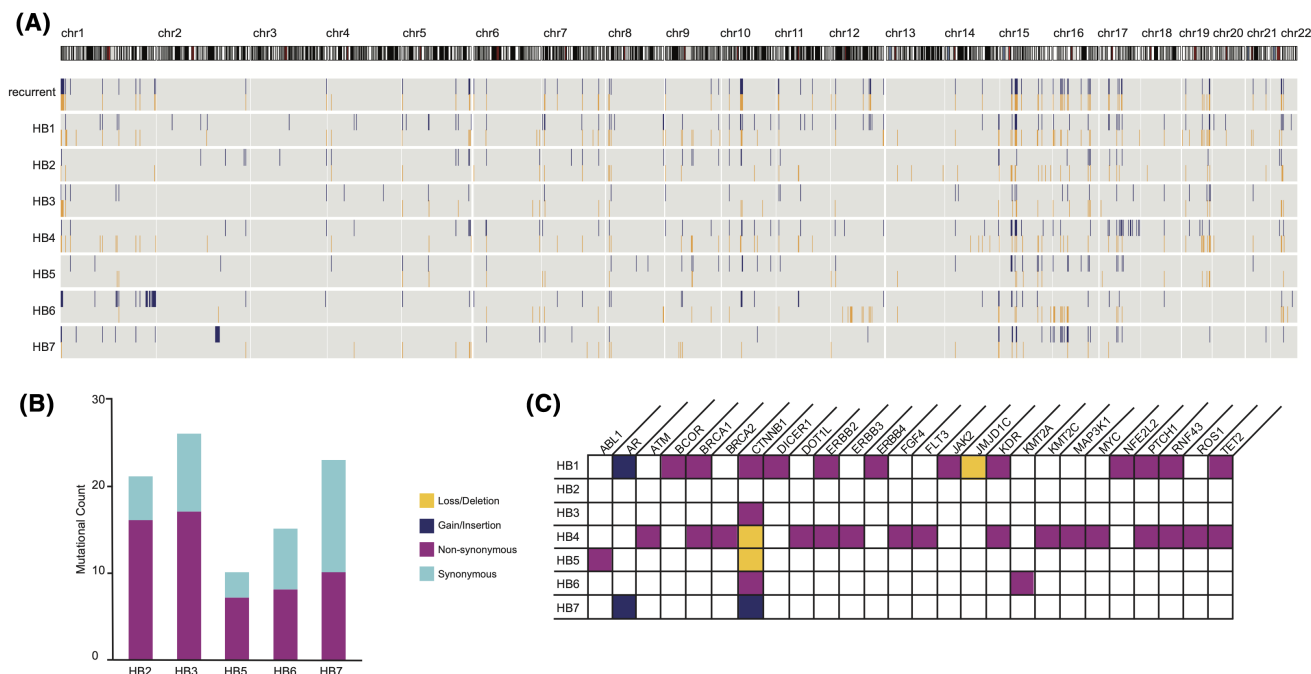 (A)
chr1 chr2 chr3 chr4 chr5 chr6 chr7 chr8 chr9 chr10 chr11 chr12 chr13 chr14 chr15 chr16 chr17 chr18 chr19 chr20 chr21 chr22
recurrent
HB1
HB2
HB3
HB4
HB5
HB6
HB7
(B)
30
20
10
0
Mutational Count
HB2 HB3 HB5 HB6 HB7
Loss/Deletion
Gain/Insertion
Non-synonymous
Synonymous
(C)
ABL1 AR ATM BCOR BRCA1 BRCA2 CTNNB1 DICER1 DOT1L ERBB2 ERBB3 ERBB4 FGF4 FLT3 JAK2 JMJD1C KDR KMT2A KMT2C MAP3K1 MYC NFE2L2 PTCH1 RNF43 ROS1 TET2
HB1
HB2
HB3
HB4
HB5
HB6
HB7